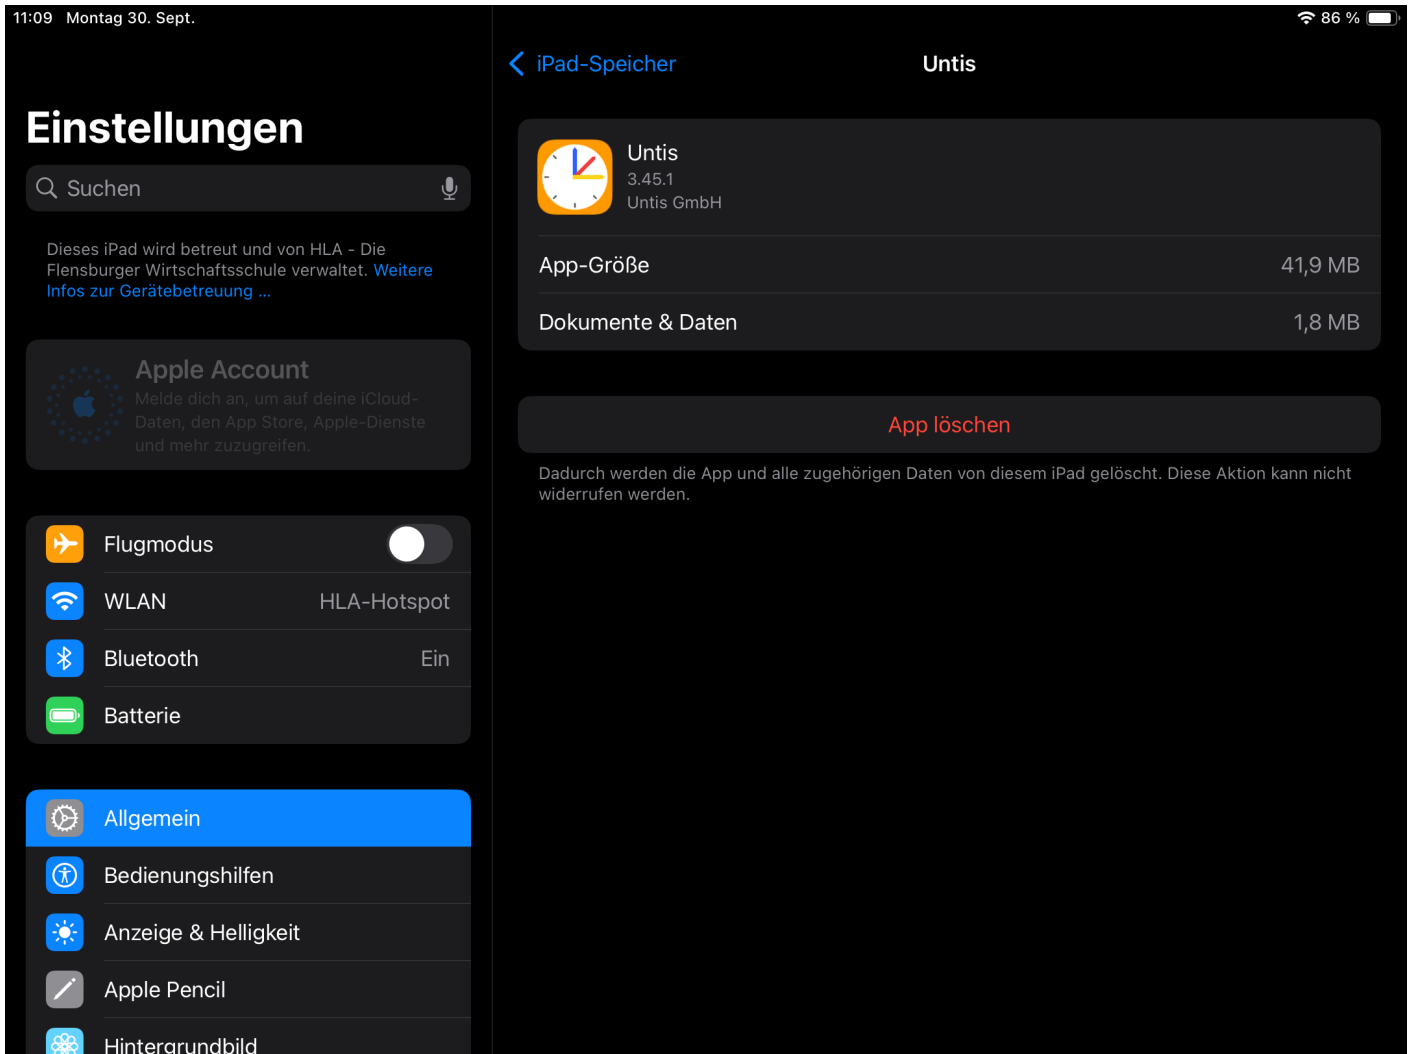 11:09 Montag 30. Sept.
86 %
Einstellungen
Suchen
Dieses iPad wird betreut und von HLA - Die
Flensburger Wirtschaftsschule verwaltet. Weitere
Infos zur Gerätebetreuung ...
Apple Account
Melde dich an, um auf deine iCloud-
Daten, den App Store, Apple-Dienste
und mehr zuzugreifen.
Flugmodus
WLAN HLA-Hotspot
Bluetooth Ein
Batterie
Allgemein
Bedienungshilfen
Anzeige & Helligkeit
Apple Pencil
Hintergrundbild
iPad-Speicher
Untis
Untis
3.45.1
Untis GmbH
App-Größe 41,9 MB
Dokumente & Daten 1,8 MB
App löschen
Dadurch werden die App und alle zugehörigen Daten von diesem iPad gelöscht. Diese Aktion kann nicht
widerrufen werden.